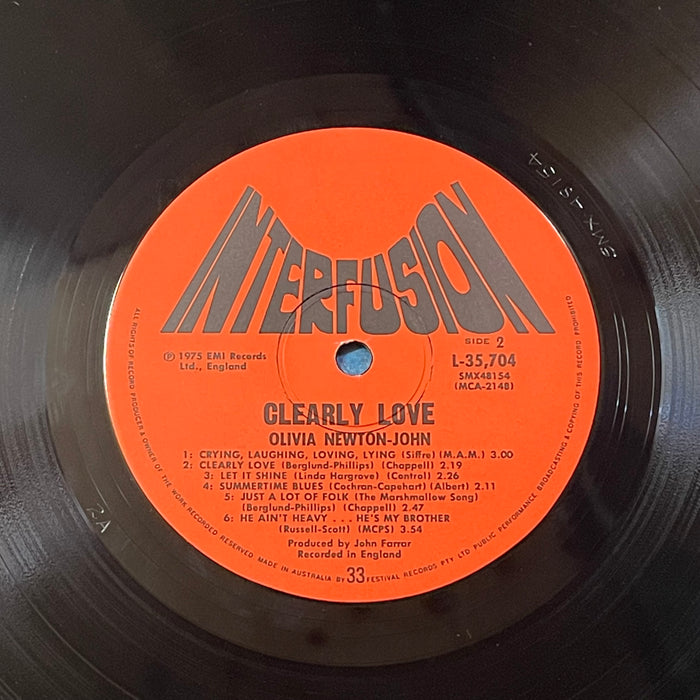 INTERFUSION
SIDE 2
L-35,704
SMX48154
(MCA-2148)
℗ 1975 EMI Records
Ltd., England
CLEARLY LOVE
OLIVIA NEWTON-JOHN
1: CRYING, LAUGHING, LOVING, LYING (Siffre) (M.A.M.) 3.00
2: CLEARLY LOVE (Berglund-Phillips) (Chappell) 2.19
3: LET IT SHINE (Linda Hargrove) (Control) 2.26
4: SUMMERTIME BLUES (Cochran-Capehart) (Albert) 2.11
5: JUST A LOT OF FOLK (The Marshmallow Song)
(Berglund-Phillips) (Chappell) 2.47
6: HE AIN'T HEAVY . . . HE'S MY BROTHER
(Russell-Scott) (MCPS) 3.54
Produced by John Farrar
Recorded in England
ALL RIGHTS OF RECORD PRODUCER & OWNER OF THE WORK RECORDED RESERVED. MADE IN AUSTRALIA BY 33 FESTIVAL RECORDS PTY LTD PUBLIC PERFORMANCE BROADCASTING & COPYING OF THIS RECORD PROHIBITED
SMX 48154
RA